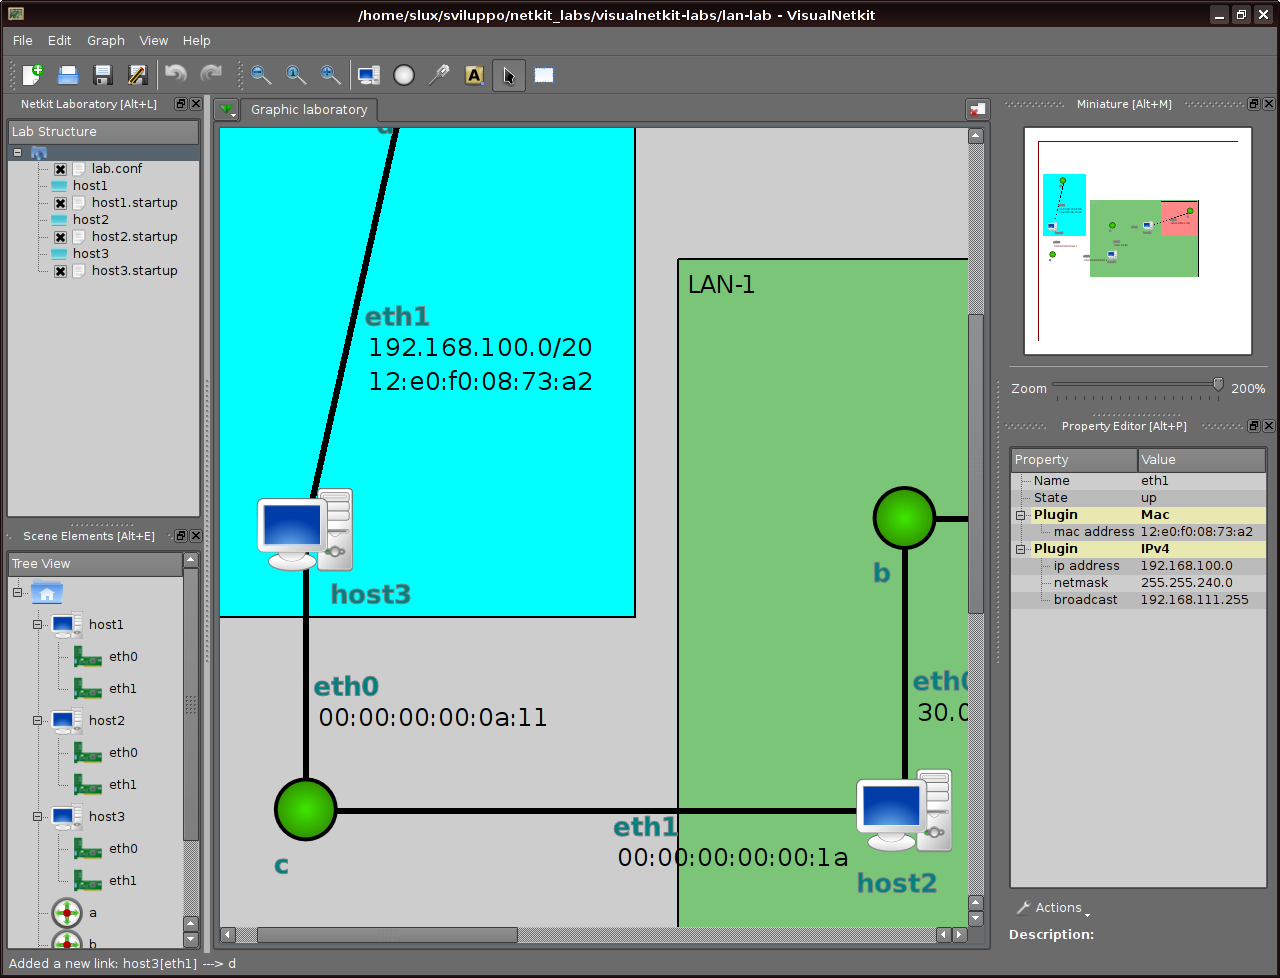 /home/slux/sviluppo/netkit_labs/visualnetkit-labs/lan-lab - VisualNetkit
File Edit Graph View Help
Netkit Laboratory [Alt+L]
Lab Structure
lab.conf
host1
host1.startup
host2
host2.startup
host3
host3.startup
Scene Elements [Alt+E]
Tree View
host1
eth0
eth1
host2
eth0
eth1
host3
eth0
eth1
a
b
Graphic laboratory
d
eth1
192.168.100.0/20
12:e0:f0:08:73:a2
host3
eth0
00:00:00:00:0a:11
c
LAN-1
b
eth0
30.0
eth1
00:00:00:00:00:1a
host2
Miniature [Alt+M]
Zoom 200%
Property Editor [Alt+P]
Property Value
Name eth1
State up
Plugin Mac
mac address 12:e0:f0:08:73:a2
Plugin IPv4
ip address 192.168.100.0
netmask 255.255.240.0
broadcast 192.168.111.255
Actions
Description:
Added a new link: host3[eth1] ---> d